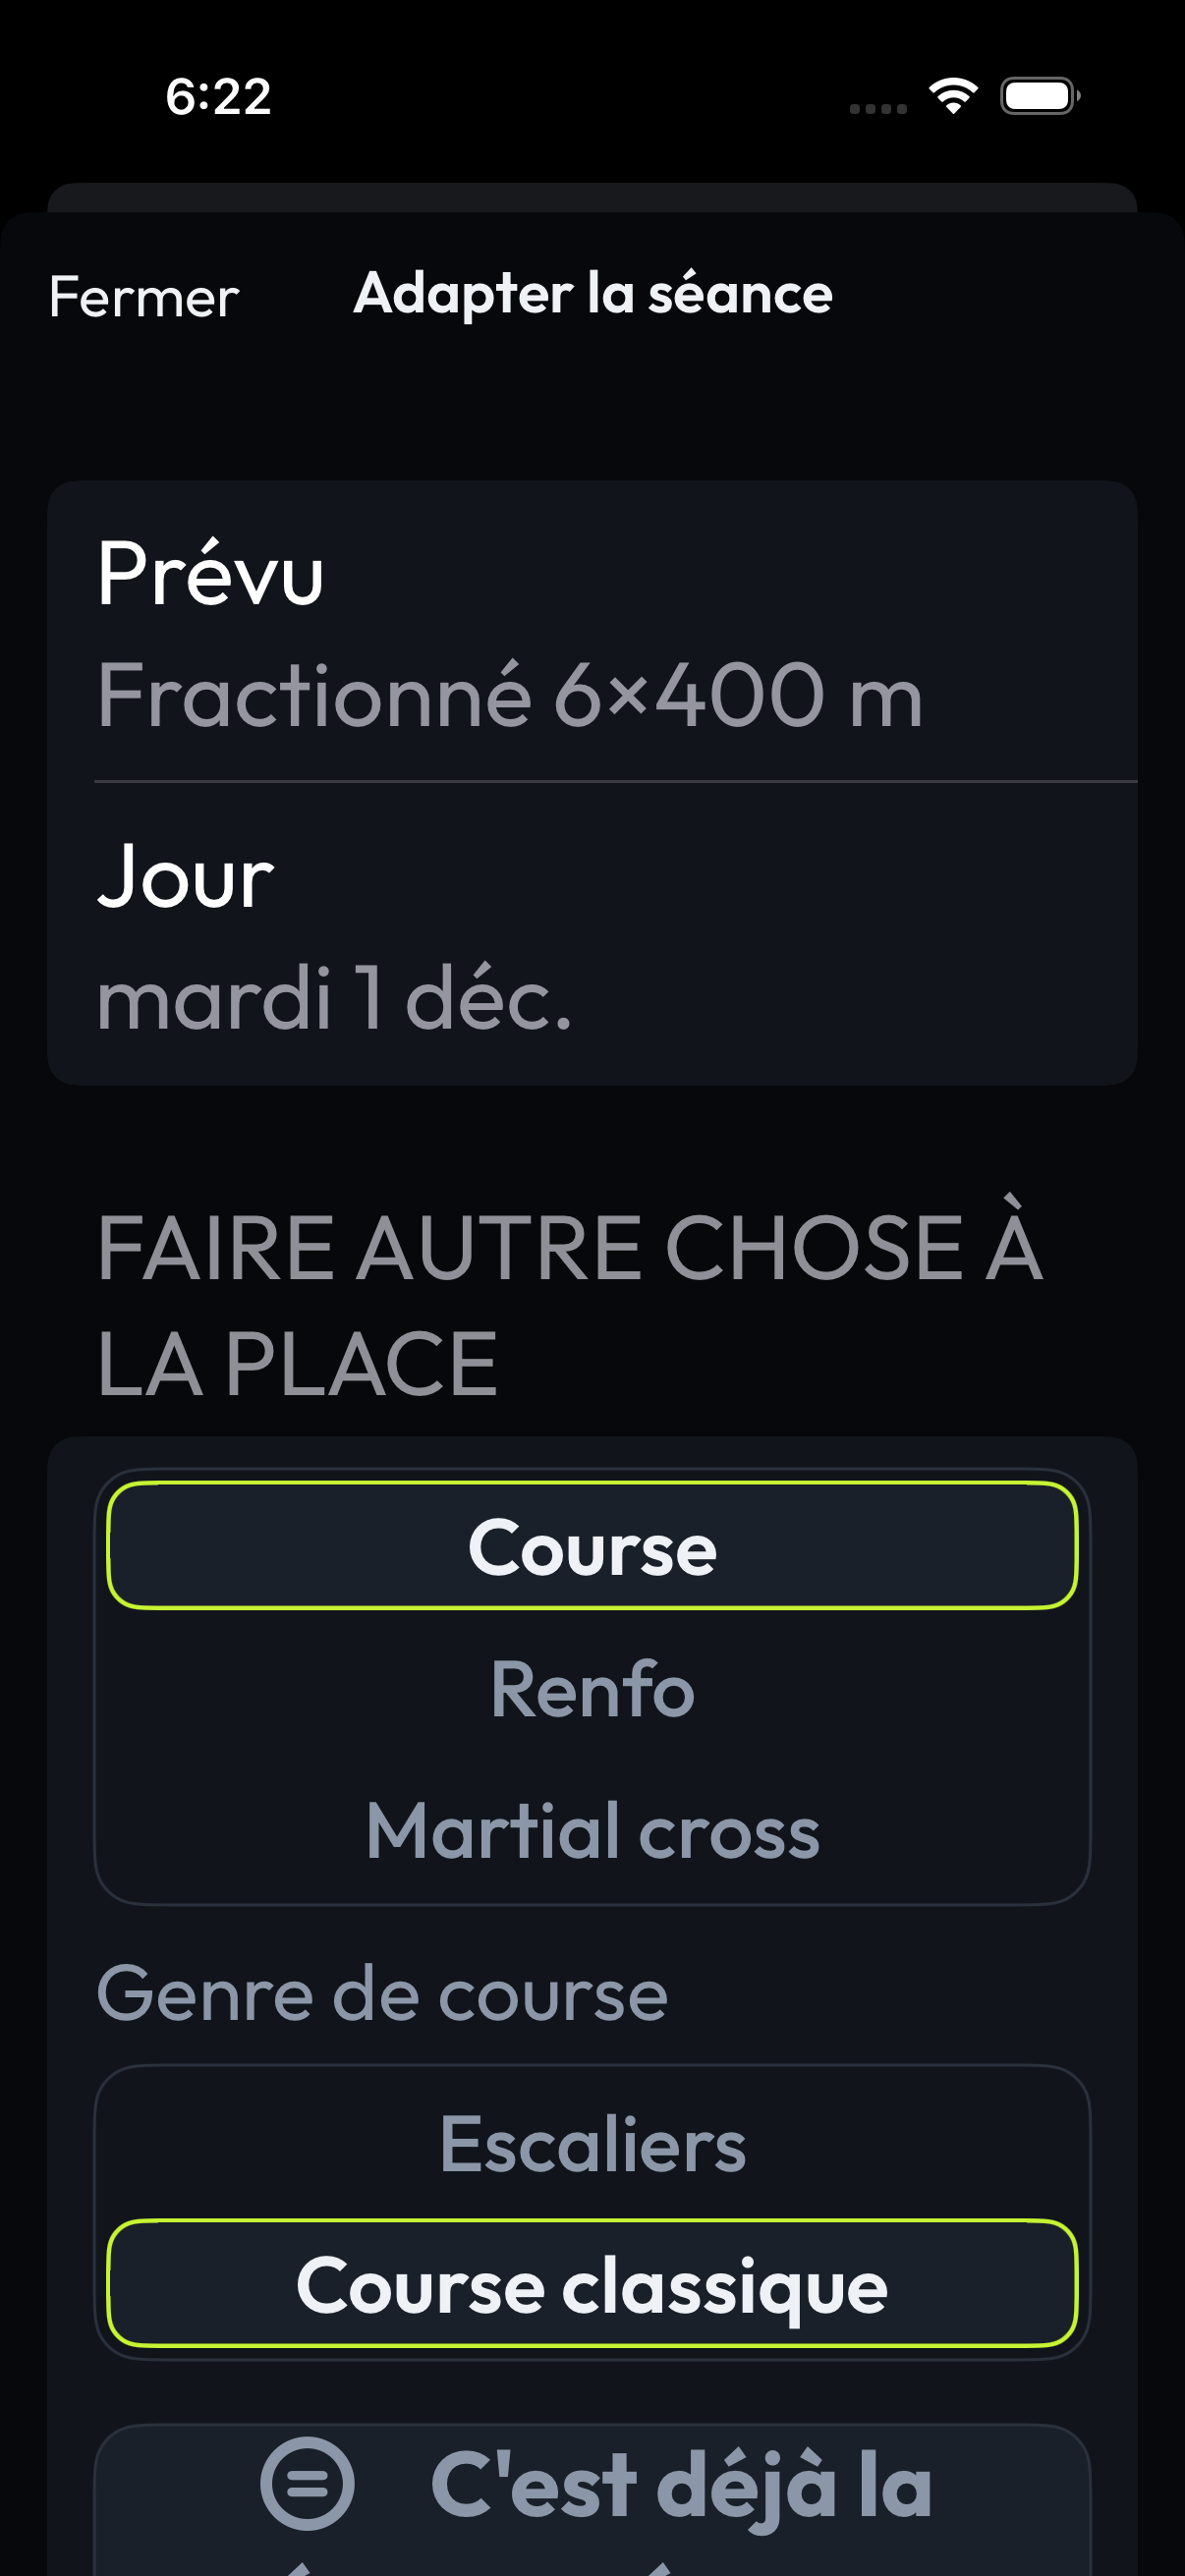 6:22
Fermer
Adapter la séance
Prévu
Fractionné 6×400 m
Jour
mardi 1 déc.
FAIRE AUTRE CHOSE À
LA PLACE
Course
Renfo
Martial cross
Genre de course
Escaliers
Course classique
C'est déjà la